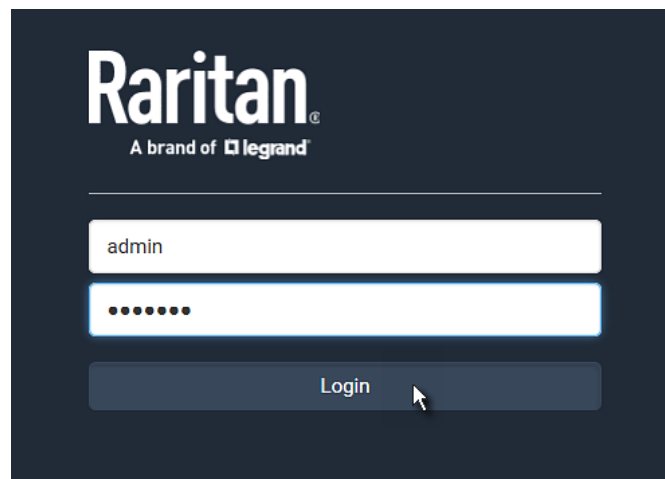 Raritan®
A brand of legrand®
admin
•••••••
Login